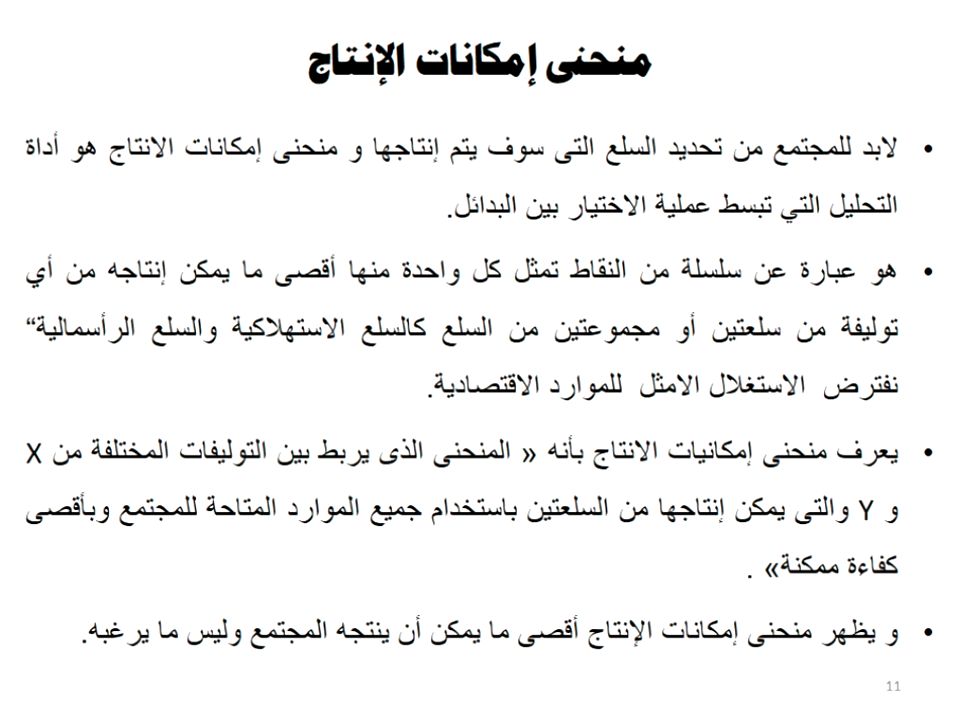 منحنى إمكانات الإنتاج
• لابد للمجتمع من تحديد السلع التى سوف يتم إنتاجها و منحنى إمكانات الانتاج هو أداة
التحليل التي تبسط عملية الاختيار بين البدائل.
• هو عبارة عن سلسلة من النقاط تمثل كل واحدة منها أقصى ما يمكن إنتاجه من أي
توليفة من سلعتين أو مجموعتين من السلع كالسلع الاستهلاكية والسلع الرأسمالية“
نفترض الاستغلال الامثل للموارد الاقتصادية.
• يعرف منحنى إمكانيات الانتاج بأنه « المنحنى الذى يربط بين التوليفات المختلفة من X
و Y والتى يمكن إنتاجها من السلعتين باستخدام جميع الموارد المتاحة للمجتمع وبأقصى
كفاءة ممكنة» .
• و يظهر منحنى إمكانات الإنتاج أقصى ما يمكن أن ينتجه المجتمع وليس ما يرغبه.
11